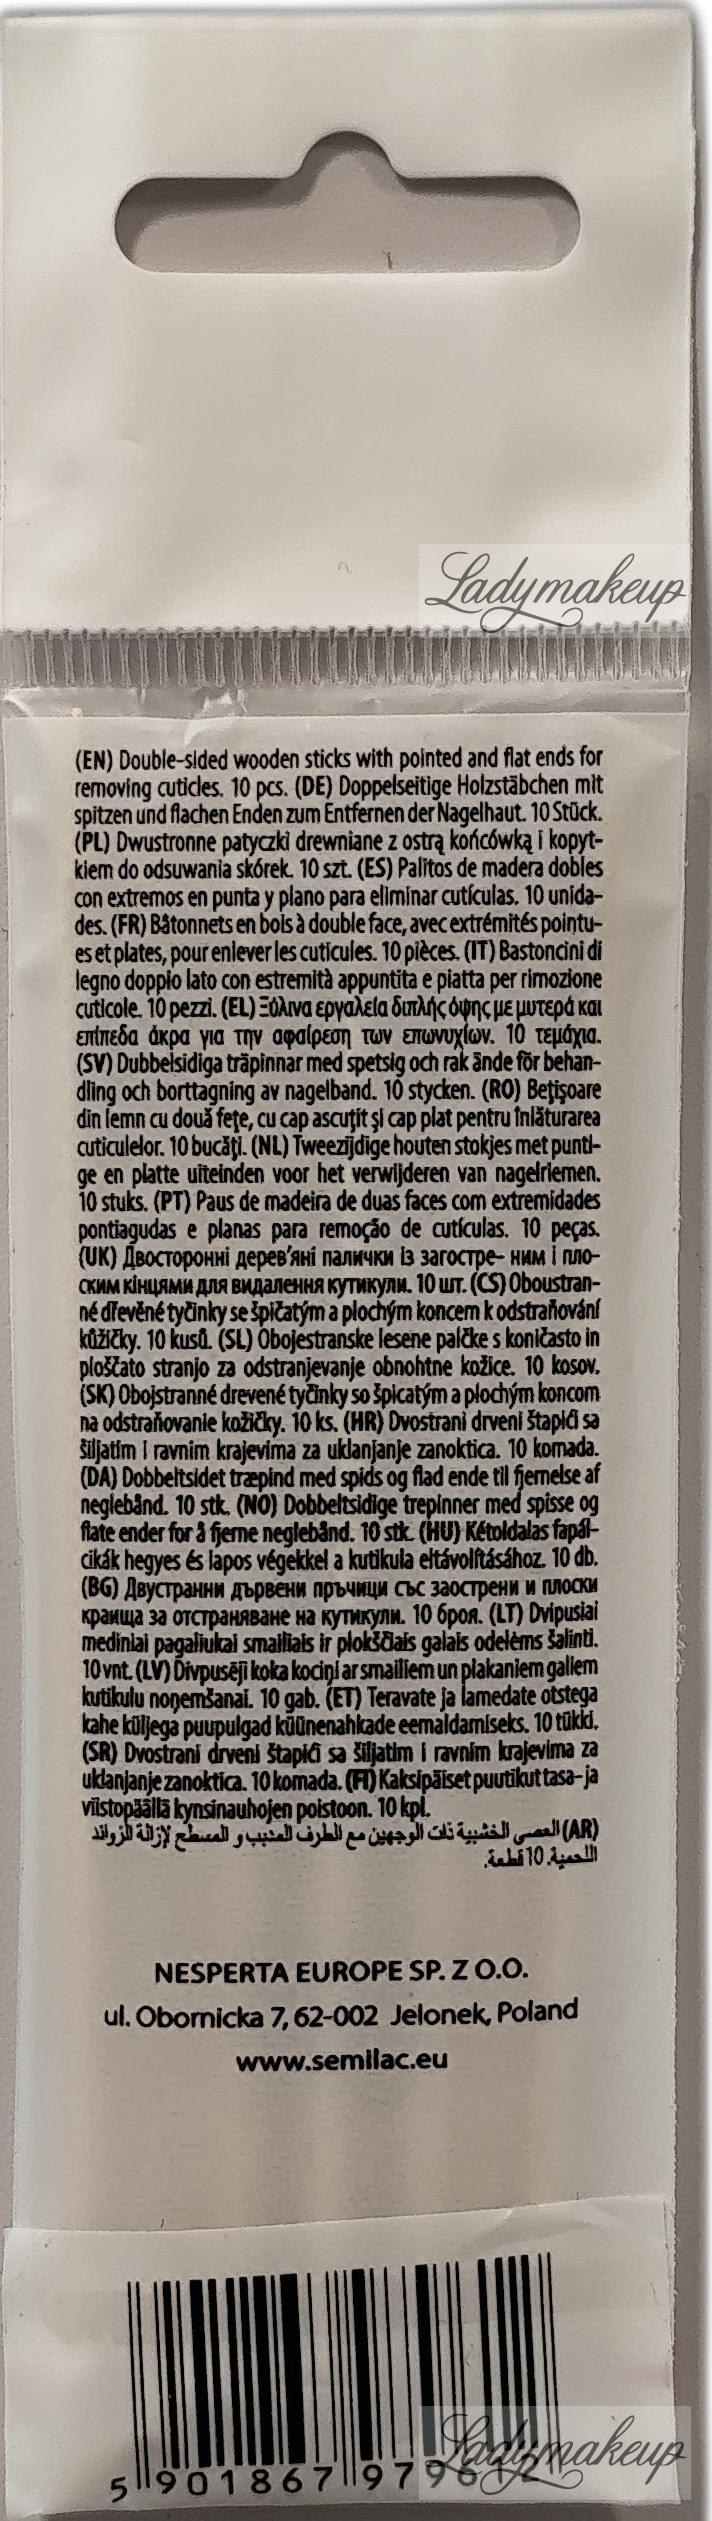 Ladymakeup
(EN) Double-sided wooden sticks with pointed and flat ends for
removing cuticles. 10 pcs. (DE) Doppelseitige Holzstäbchen mit
spitzen und flachen Enden zum Entfernen der Nagelhaut. 10 Stück.
(PL) Dwustronne patyczki drewniane z ostrą końcówką i kopyt-
kiem do odsuwania skórek. 10 szt. (ES) Palitos de madera dobles
con extremos en punta y plano para eliminar cutículas. 10 unida-
des. (FR) Bâtonnets en bois à double face, avec extrémités pointu-
es et plates, pour enlever les cuticules. 10 pièces. (IT) Bastoncini di
legno doppio lato con estremità appuntita e piatta per rimozione
cuticole. 10 pezzi. (EL) Ξύλινα εργαλεία διπλής όψης με μυτερά και
επίπεδα άκρα για την αφαίρεση των επωνυχίων. 10 τεμάχια.
(SV) Dubbelsidiga träpinnar med spetsig och rak ände för behan-
dling och borttagning av nagelband. 10 stycken. (RO) Bețișoare
din lemn cu două fețe, cu cap ascuțit și cap plat pentru înlăturarea
cuticulelor. 10 bucăți. (NL) Tweezijdige houten stokjes met punti-
ge en platte uiteinden voor het verwijderen van nagelriemen.
10 stuks. (PT) Paus de madeira de duas faces com extremidades
pontiagudas e planas para remoção de cutículas. 10 peças.
(UK) Двосторонні дерев'яні палички із загостре- ним і пло-
ским кінцями для видалення кутикули. 10 шт. (CS) Oboustran-
né dřevěné tyčinky se špičatým a plochým koncem k odstraňování
kůžičky. 10 kusů. (SL) Obojestranske lesene palčke s koničasto in
ploščato stranjo za odstranjevanje obnohtne kožice. 10 kosov.
(SK) Obojstranné drevené tyčinky so špicatým a plochým koncom
na odstraňovanie kožičky. 10 ks. (HR) Dvostrani drveni štapići sa
šiljatim i ravnim krajevima za uklanjanje zanoktica. 10 komada.
(DA) Dobbeltsidet træpind med spids og flad ende til fjernelse af
neglebånd. 10 stk. (NO) Dobbeltsidige trepinner med spisse og
flate ender for å fjerne neglebånd. 10 stk. (HU) Kétoldalas fapál-
cikák hegyes és lapos végekkel a kutikula eltávolításához. 10 db.
(BG) Двустранни дървени пръчици със заострени и плоски
краища за отстраняване на кутикули. 10 броя. (LT) Dvipusiai
mediniai pagaliukai smailiais ir plokščiais galais odelėms šalinti.
10 vnt. (LV) Divpusēji koka kociņi ar smailiem un plakaniem galiem
kutikulu noņemšanai. 10 gab. (ET) Teravate ja lamedate otstega
kahe küljega puupulgad küünenahkade eemaldamiseks. 10 tükki.
(SR) Dvostrani drveni štapići sa šiljatim i ravnim krajevima za
uklanjanje zanoktica. 10 komada. (FI) Kaksipäiset puutikut tasa- ja
viistopäällä kynsinauhojen poistoon. 10 kpl.
(AR) العصي الخشبية ذات الوجهين مع الطرف المدبب و المسطح لإزالة الزوائد
اللحمية. 10 قطعة.
NESPERTA EUROPE SP. Z O.O.
ul. Obornicka 7, 62-002 Jelonek, Poland
www.semilac.eu
5 901867 979612
Ladymakeup